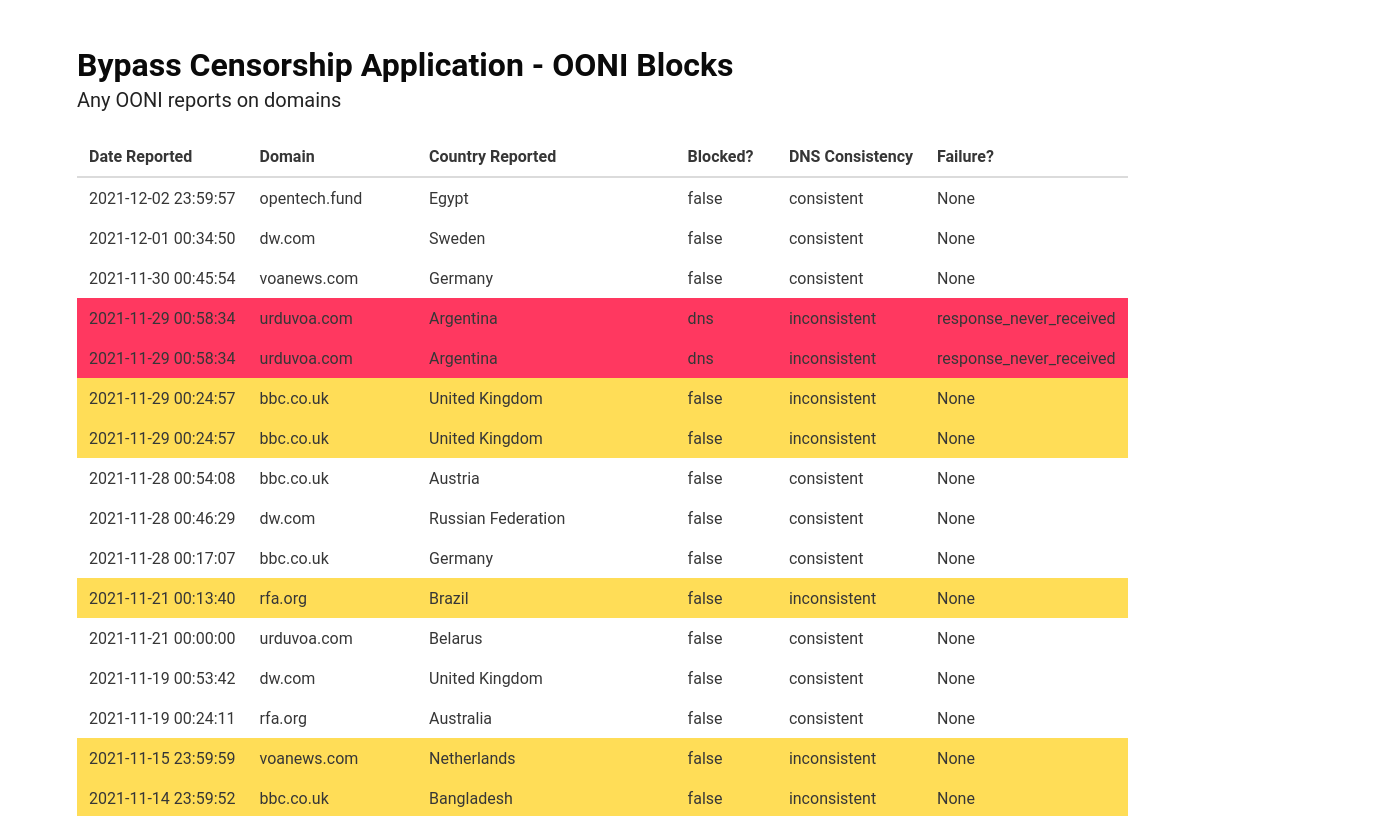 Bypass Censorship Application - OONI Blocks
Any OONI reports on domains
Date Reported Domain Country Reported Blocked? DNS Consistency Failure?
2021-12-02 23:59:57 opentech.fund Egypt false consistent None
2021-12-01 00:34:50 dw.com Sweden false consistent None
2021-11-30 00:45:54 voanews.com Germany false consistent None
2021-11-29 00:58:34 urduvoa.com Argentina dns inconsistent response_never_received
2021-11-29 00:58:34 urduvoa.com Argentina dns inconsistent response_never_received
2021-11-29 00:24:57 bbc.co.uk United Kingdom false inconsistent None
2021-11-29 00:24:57 bbc.co.uk United Kingdom false inconsistent None
2021-11-28 00:54:08 bbc.co.uk Austria false consistent None
2021-11-28 00:46:29 dw.com Russian Federation false consistent None
2021-11-28 00:17:07 bbc.co.uk Germany false consistent None
2021-11-21 00:13:40 rfa.org Brazil false inconsistent None
2021-11-21 00:00:00 urduvoa.com Belarus false consistent None
2021-11-19 00:53:42 dw.com United Kingdom false consistent None
2021-11-19 00:24:11 rfa.org Australia false consistent None
2021-11-15 23:59:59 voanews.com Netherlands false inconsistent None
2021-11-14 23:59:52 bbc.co.uk Bangladesh false inconsistent None